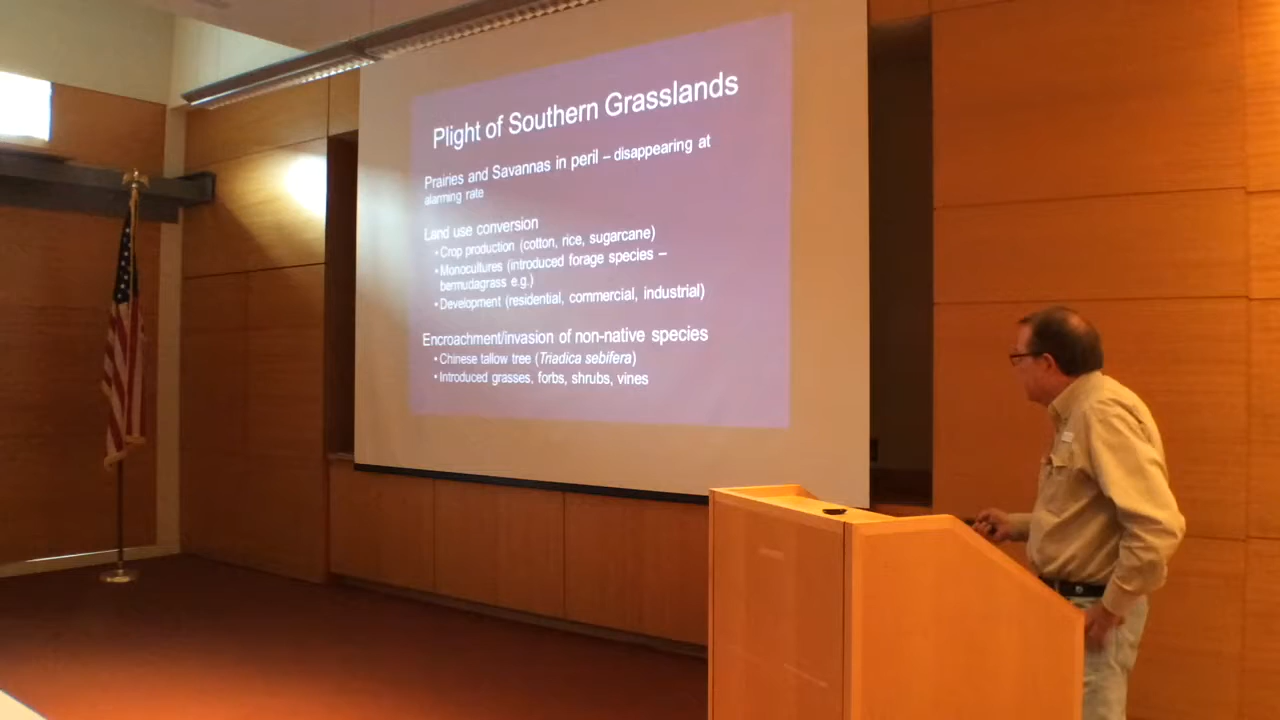 Plight of Southern Grasslands
Prairies and Savannas in peril – disappearing at
alarming rate
Land use conversion
•Crop production (cotton, rice, sugarcane)
•Monocultures (introduced forage species –
bermudagrass e.g.)
•Development (residential, commercial, industrial)
Encroachment/invasion of non-native species
•Chinese tallow tree (Triadica sebifera)
•Introduced grasses, forbs, shrubs, vines